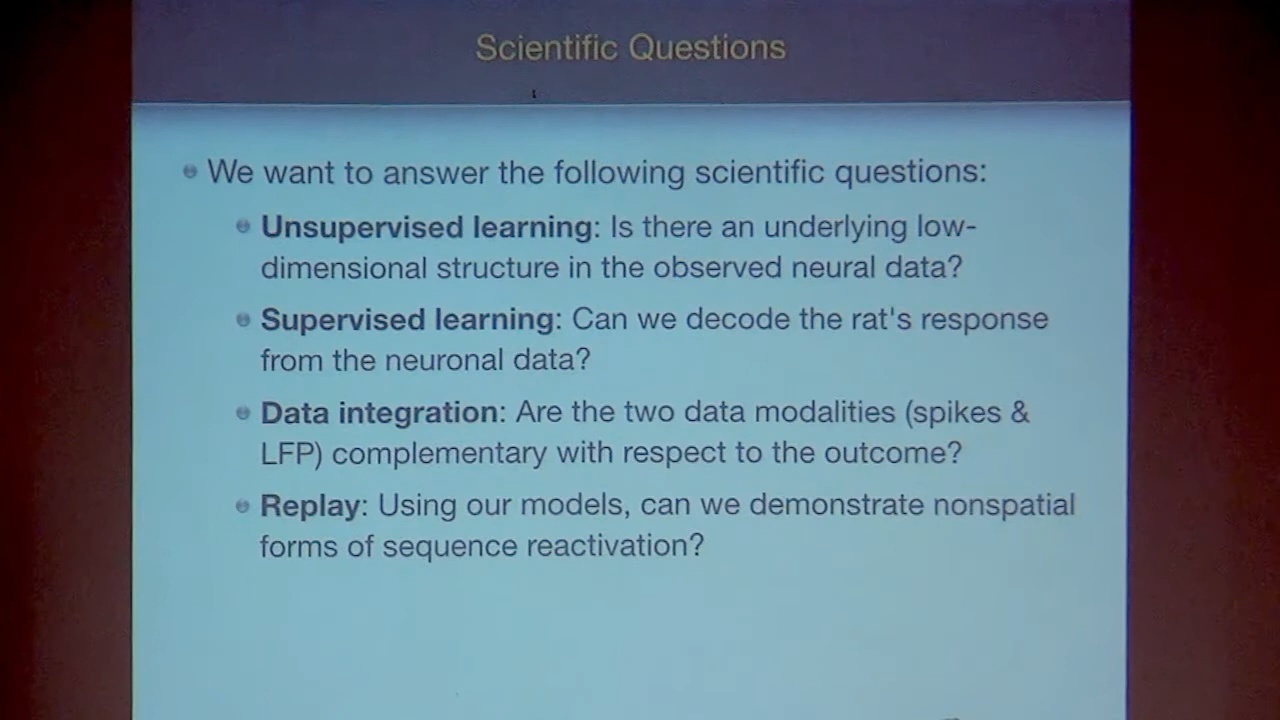 Scientific Questions
We want to answer the following scientific questions:
Unsupervised learning: Is there an underlying low-
dimensional structure in the observed neural data?
Supervised learning: Can we decode the rat's response
from the neuronal data?
Data integration: Are the two data modalities (spikes &
LFP) complementary with respect to the outcome?
Replay: Using our models, can we demonstrate nonspatial
forms of sequence reactivation?